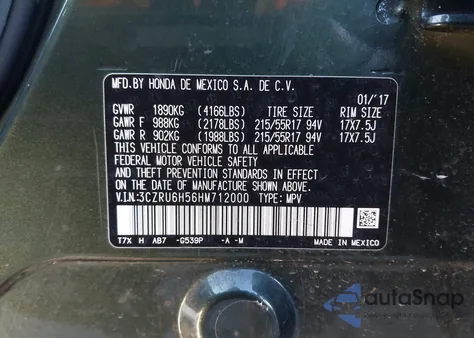 MFD.BY HONDA DE MEXICO S.A. DE C.V.
01/'17
GVWR 1890KG (4166LBS) TIRE SIZE RIM SIZE
GAWR F 988KG (2178LBS) 215/55R17 94V 17X7.5J
GAWR R 902KG (1988LBS) 215/55R17 94V 17X7.5J
THIS VEHICLE CONFORMS TO ALL APPLICABLE
FEDERAL MOTOR VEHICLE SAFETY AND
THEFT PREVENTION STANDARDS IN EFFECT ON
THE DATE OF MANUFACTURE SHOWN ABOVE.
V.I.N:3CZRU6H56HM712000 TYPE: MPV
T7X H AB7 -G539P -A -M MADE IN MEXICO
autaSnap